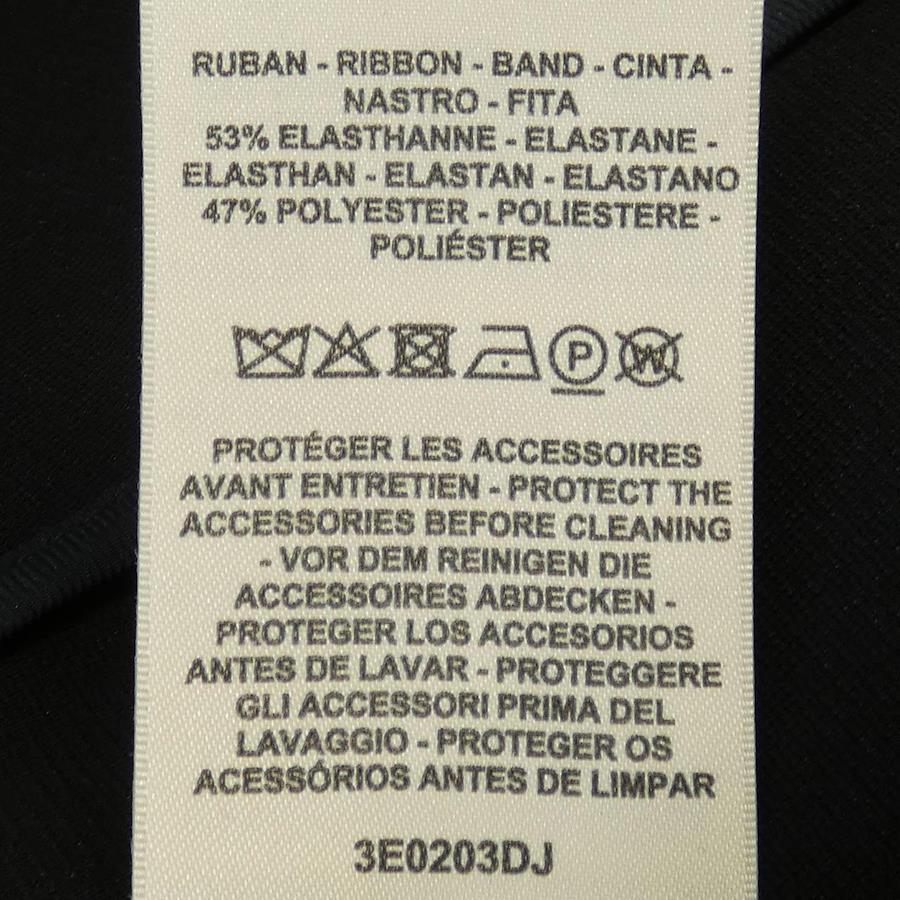 RUBAN - RIBBON - BAND - CINTA -
NASTRO - FITA
53% ELASTHANNE - ELASTANE -
ELASTHAN - ELASTAN - ELASTANO
47% POLYESTER - POLIESTERE -
POLIÉSTER
P W
PROTÉGER LES ACCESSOIRES
AVANT ENTRETIEN - PROTECT THE
ACCESSORIES BEFORE CLEANING
- VOR DEM REINIGEN DIE
ACCESSOIRES ABDECKEN -
PROTEGER LOS ACCESORIOS
ANTES DE LAVAR - PROTEGGERE
GLI ACCESSORI PRIMA DEL
LAVAGGIO - PROTEGER OS
ACESSÓRIOS ANTES DE LIMPAR
3E0203DJ